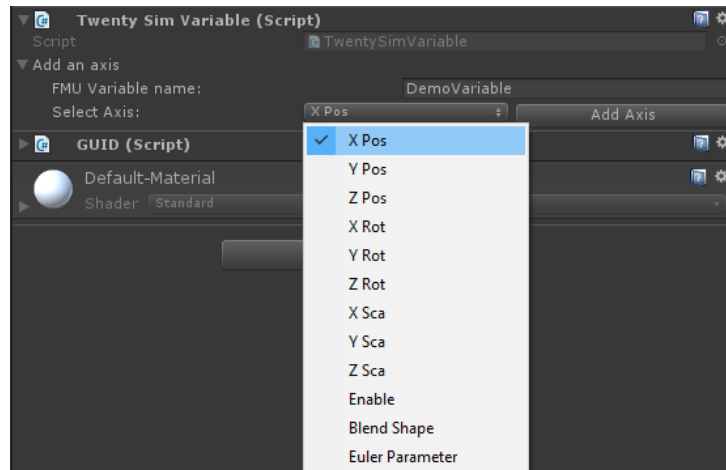 Twenty Sim Variable (Script)
Script TwentySimVariable
Add an axis
FMU Variable name: DemoVariable
Select Axis: X Pos Add Axis
X Pos
GUID (Script)
Y Pos
Default-Material
Z Pos
Shader Standard
X Rot
Y Rot
Z Rot
X Sca
Y Sca
Z Sca
Enable
Blend Shape
Euler Parameter